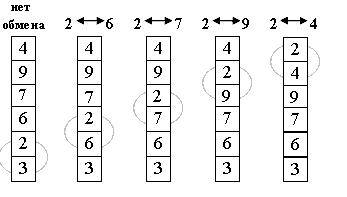 нет
обмена 2 ↔ 6 2 ↔ 7 2 ↔ 9 2 ↔ 4
4 4 4 4 2
9 9 9 2 4
7 7 2 9 9
6 2 7 7 7
2 6 6 6 6
3 3 3 3 3